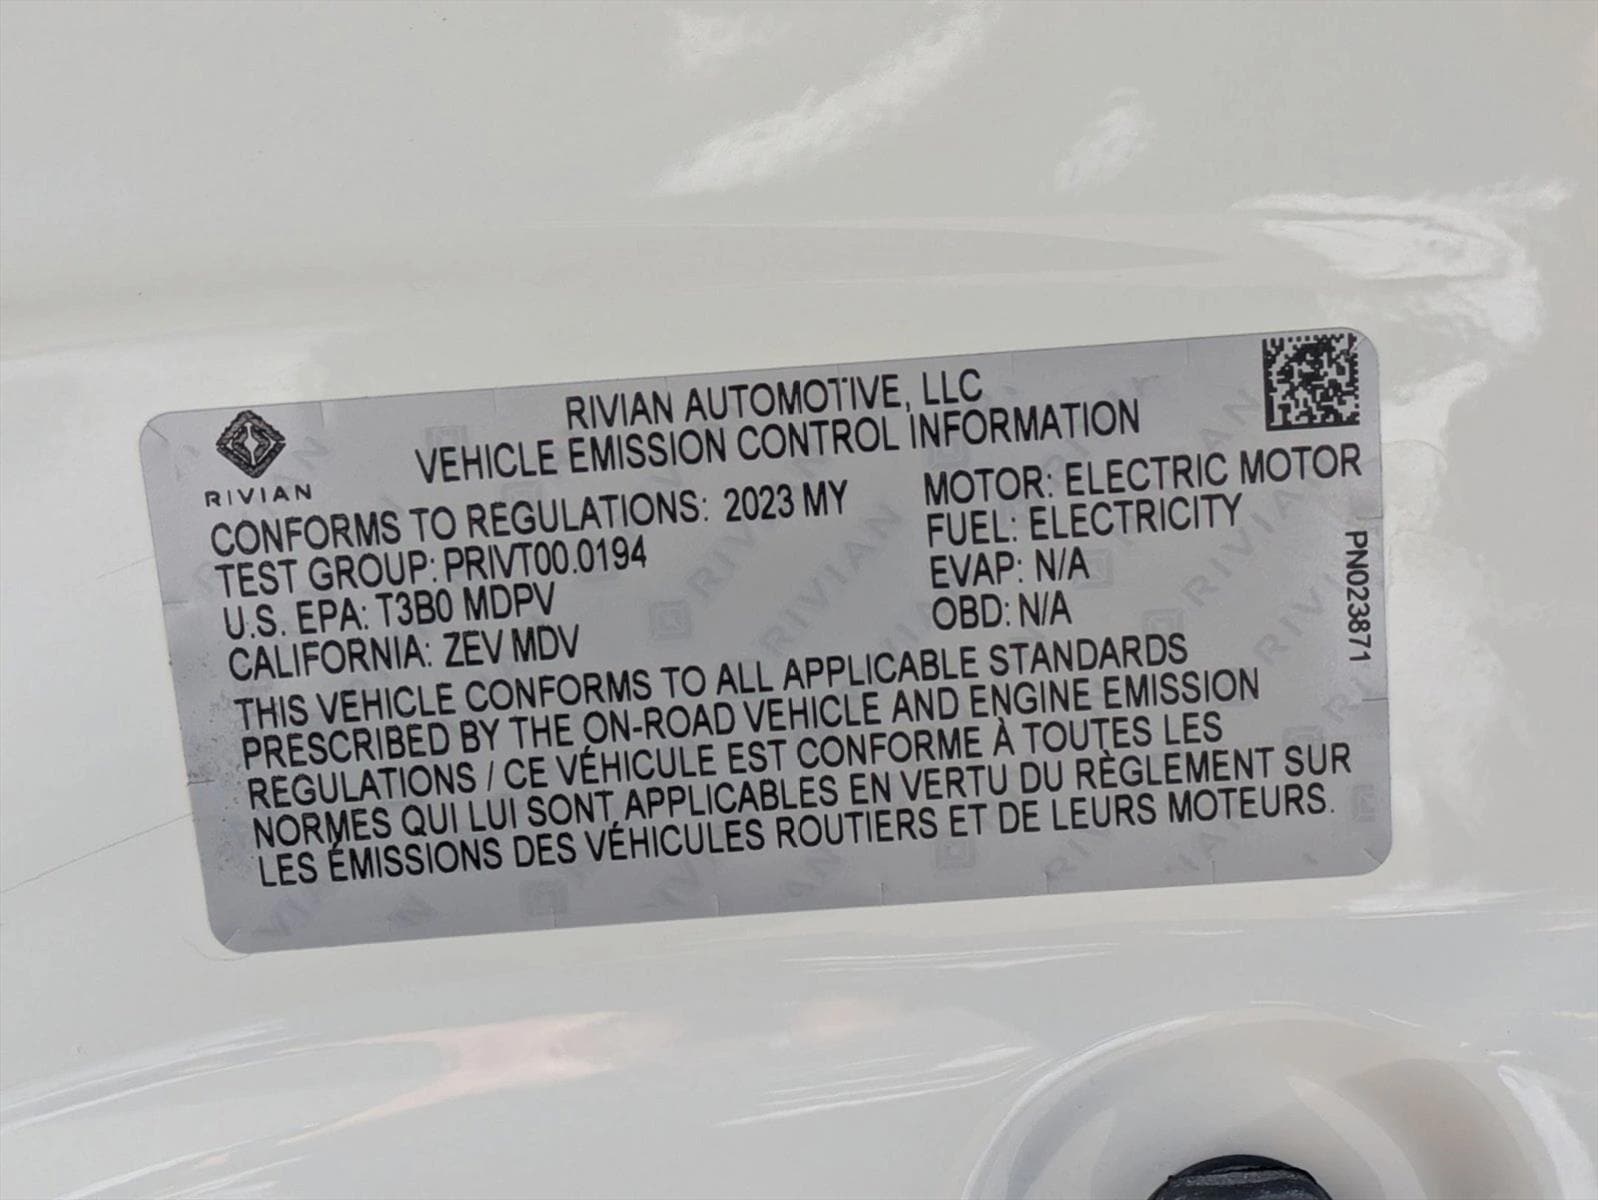 RIVIAN AUTOMOTIVE, LLC
VEHICLE EMISSION CONTROL INFORMATION
RIVIAN
CONFORMS TO REGULATIONS: 2023 MY
TEST GROUP: PRIVT00.0194
U.S. EPA: T3B0 MDPV
CALIFORNIA: ZEV MDV
MOTOR: ELECTRIC MOTOR
FUEL: ELECTRICITY
EVAP: N/A
OBD: N/A
THIS VEHICLE CONFORMS TO ALL APPLICABLE STANDARDS
PRESCRIBED BY THE ON-ROAD VEHICLE AND ENGINE EMISSION
REGULATIONS / CE VÉHICULE EST CONFORME À TOUTES LES
NORMES QUI LUI SONT APPLICABLES EN VERTU DU RÈGLEMENT SUR
LES ÉMISSIONS DES VÉHICULES ROUTIERS ET DE LEURS MOTEURS.
PN023871